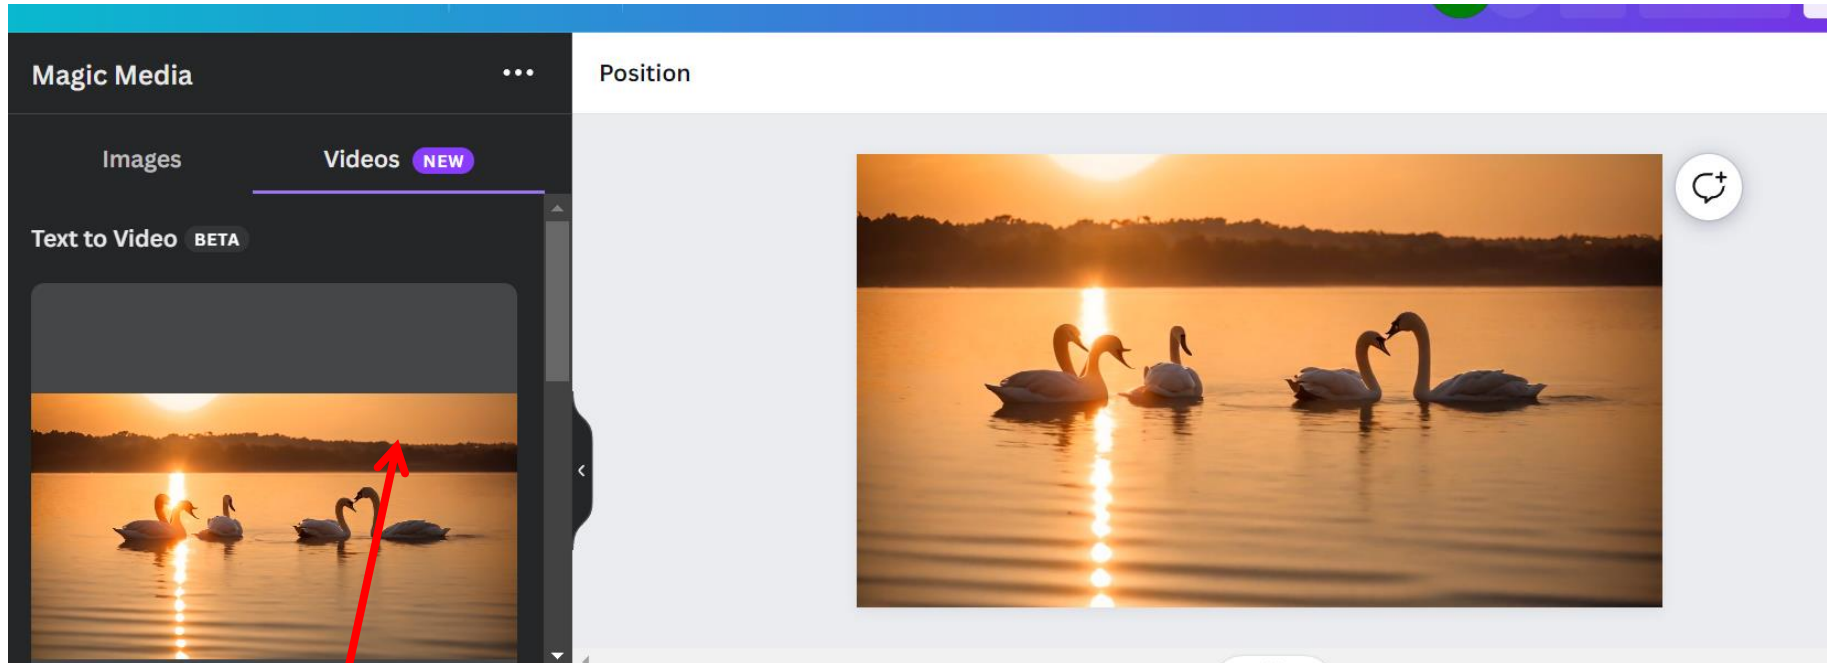 Magic Media
Position
Images
Videos NEW
Text to Video BETA